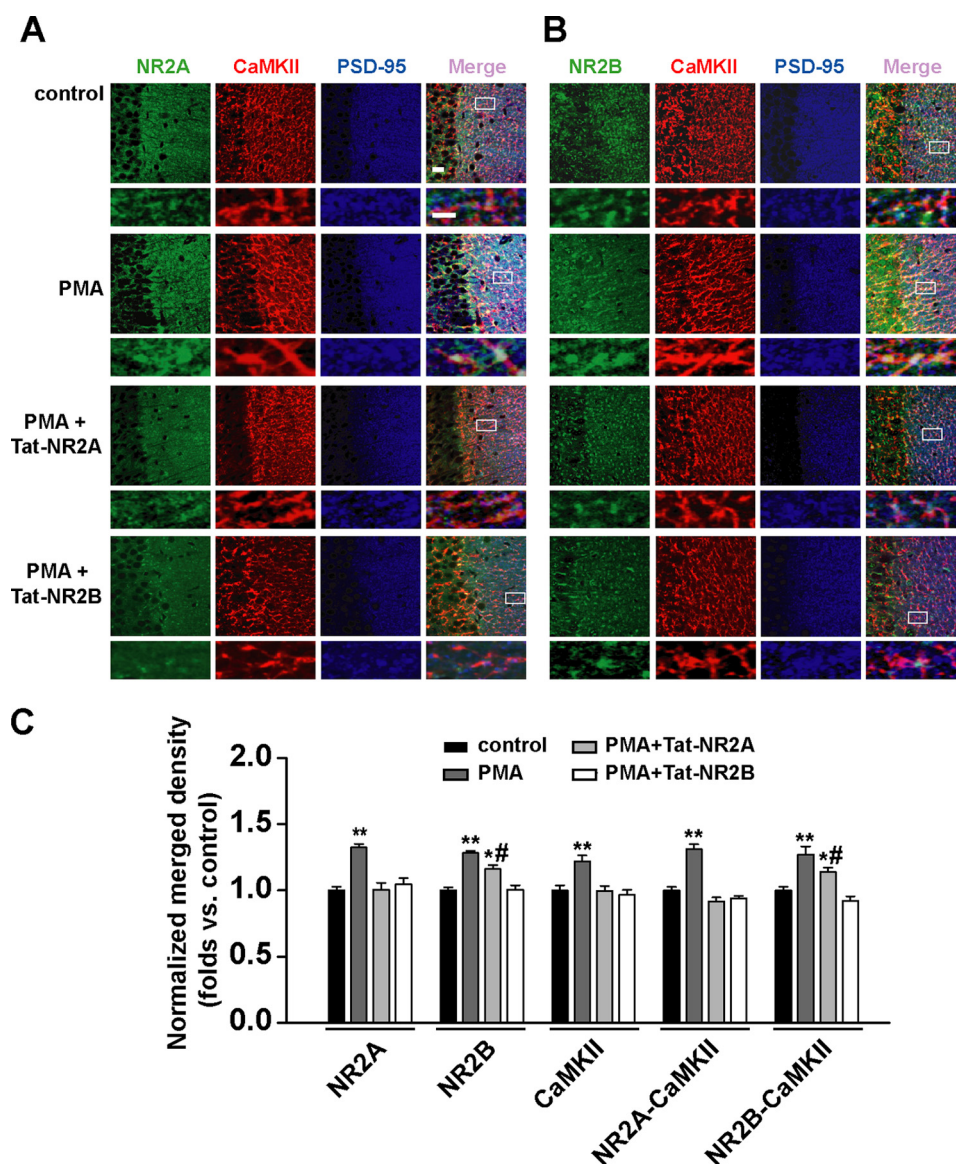 A
B
NR2A CaMKII PSD-95 Merge
NR2B CaMKII PSD-95 Merge
control
PMA
PMA +
Tat-NR2A
PMA +
Tat-NR2B
C
control
PMA
PMA+Tat-NR2A
PMA+Tat-NR2B
Normalized merged density
(folds vs. control)
2.0
1.5
1.0
0.5
0.0
**
**
*#
**
**
**
*#
NR2A
NR2B
CaMKII
NR2A-CaMKII
NR2B-CaMKII